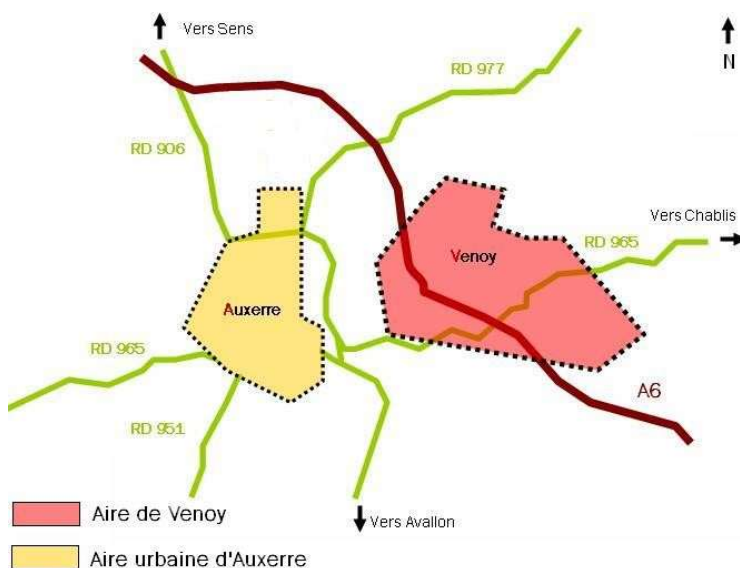 Vers Sens
N
RD 977
RD 906
Vers Chablis
RD 965
Venoy
Auxerre
RD 965
A6
RD 951
Aire de Venoy
Vers Avallon
Aire urbaine d'Auxerre